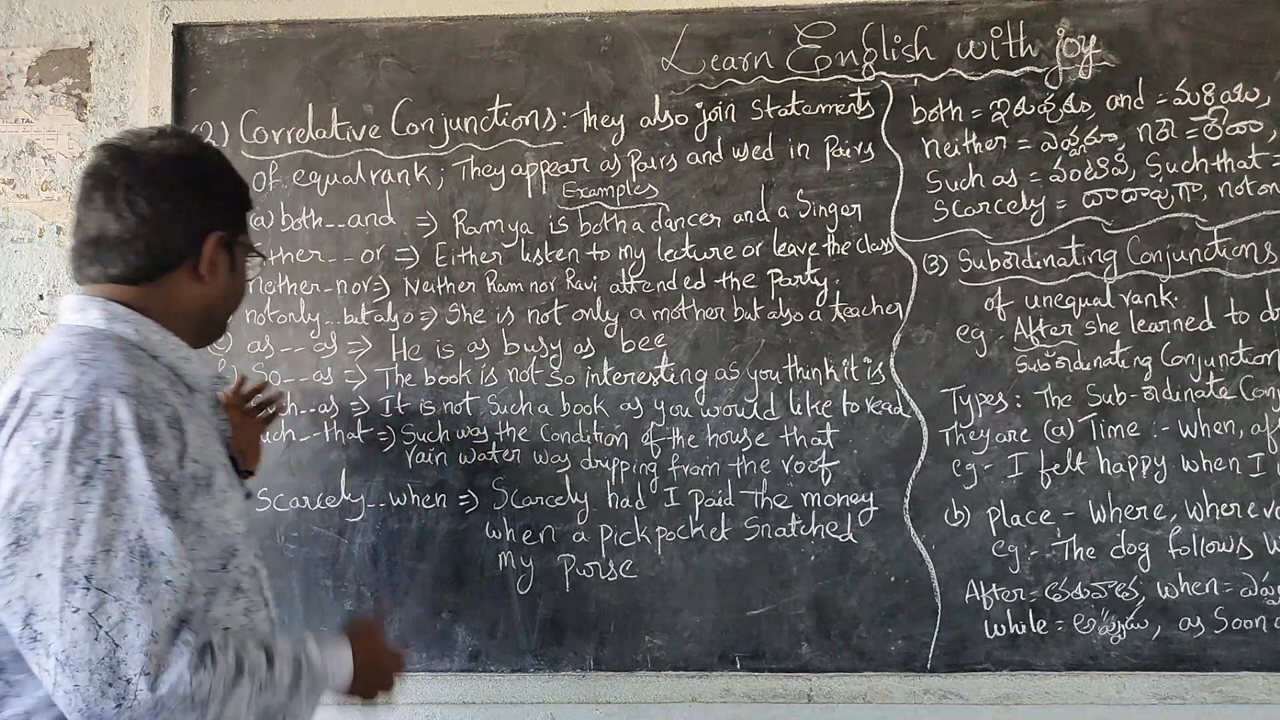 Learn English with joy
2) Correlative Conjunctions: They also join statements
of equal rank; They appear as pairs and used in pairs
Examples
(a) both--and => Ramya is both a dancer and a Singer
ther--or => Either listen to my lecture or leave the class
neither-nor=> Neither Ram nor Ravi attended the Party.
not only...but also => She is not only a mother but also a teacher
as--as => He is as busy as bee
So--as => The book is not so interesting as you think it is
uch--as => It is not Such a book as you would like to read
uch--that => Such was the Condition of the house that
rain water was dripping from the roof
Scarcely--when => Scarcely had I paid the money
when a pickpocket Snatched
my purse
both = ఇరువురు, and = మరియు,
neither = nor =
Such as = వంటివి, Such that =
Scarcely = దాదాపుగా, not on
(3) Subordinating Conjunctions
of unequal rank.
eg:- After she learned to dr
Subordinating Conjunction
Types: The Sub-ordinate Con
They are (a) Time :- when, af
eg:- I felt happy when I
(b) place,- where, whereve
eg:- The dog follows
After = తరువాత, when =
while = as Soon